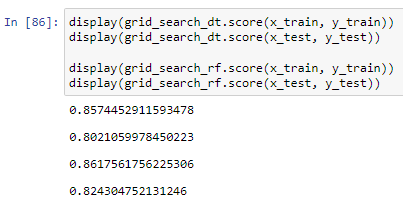 In [86]:
display(grid_search_dt.score(x_train, y_train))
display(grid_search_dt.score(x_test, y_test))
display(grid_search_rf.score(x_train, y_train))
display(grid_search_rf.score(x_test, y_test))
0.8574452911593478
0.8021059978450223
0.8617561756225306
0.824304752131246